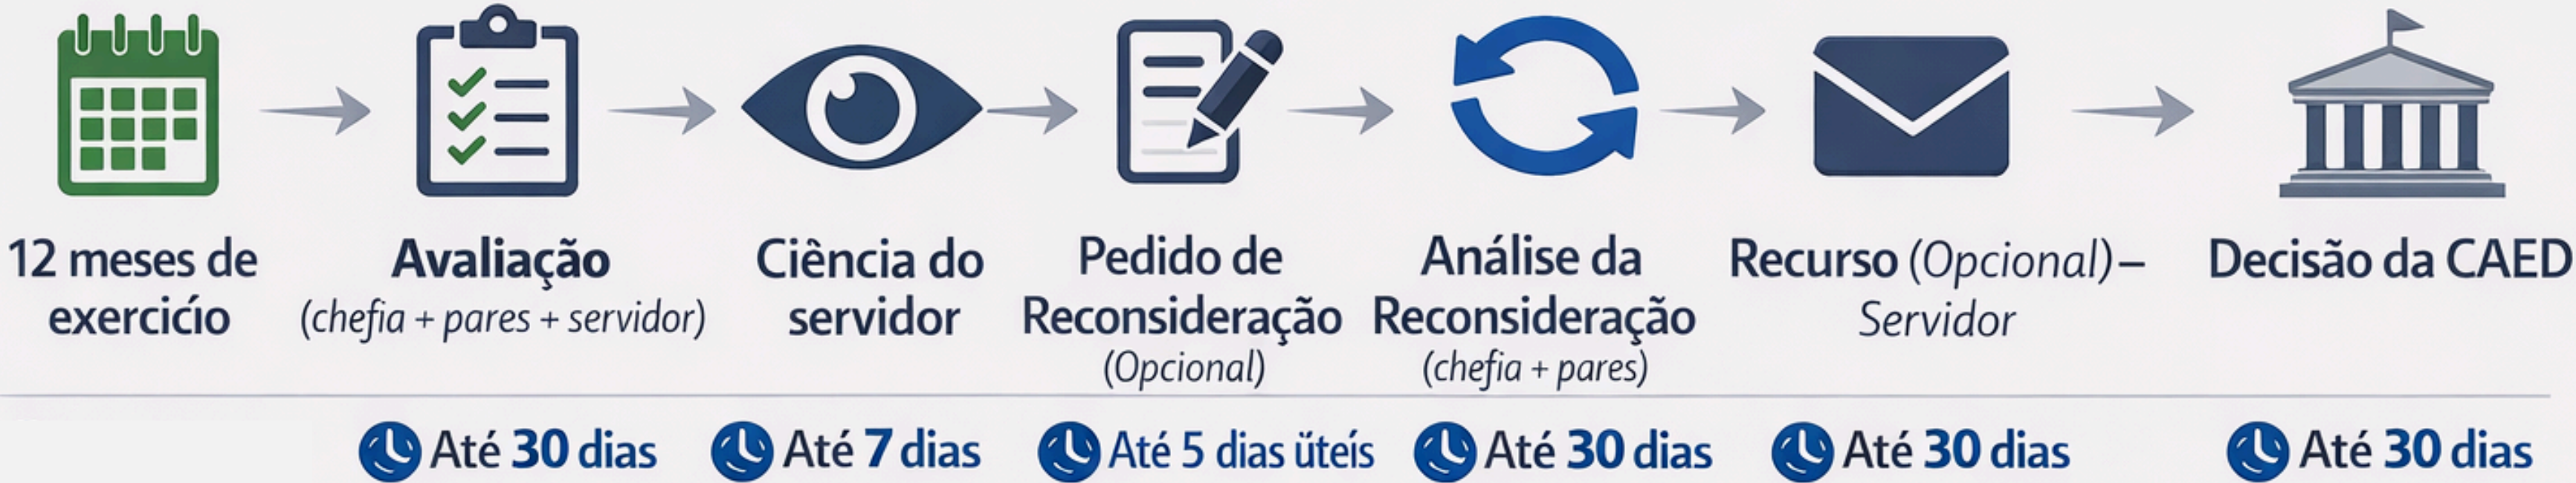 12 meses de
exercício
Avaliação
(chefia + pares + servidor)
Ciência do
servidor
Pedido de
Reconsideração
(Opcional)
Análise da
Reconsideração
(chefia + pares)
Recurso (Opcional) –
Servidor
Decisão da CAED
Até 30 dias
Até 7 dias
Até 5 dias űteís
Até 30 dias
Até 30 dias
Até 30 dias